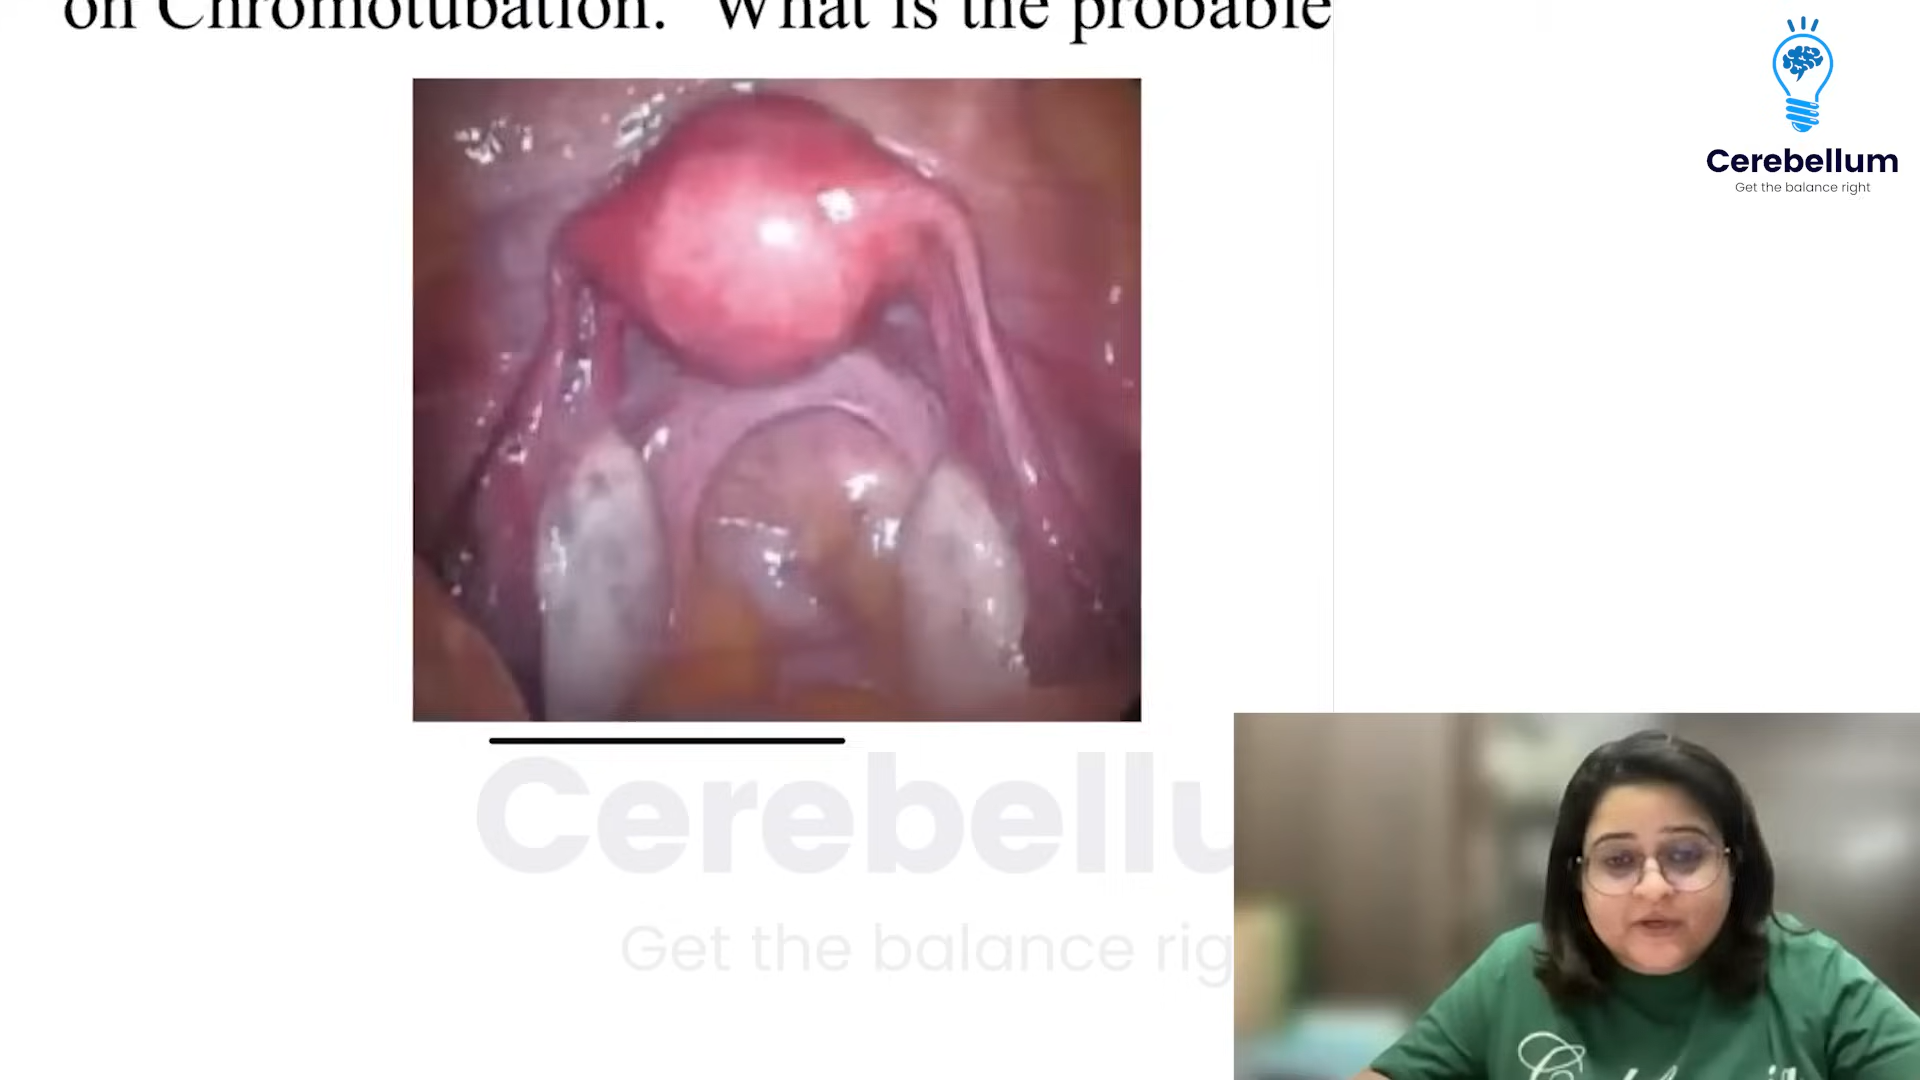 on Chromotubation. "What is the probable
Cerebellum
Get the balance right
Cerebellu
Get the balance rig